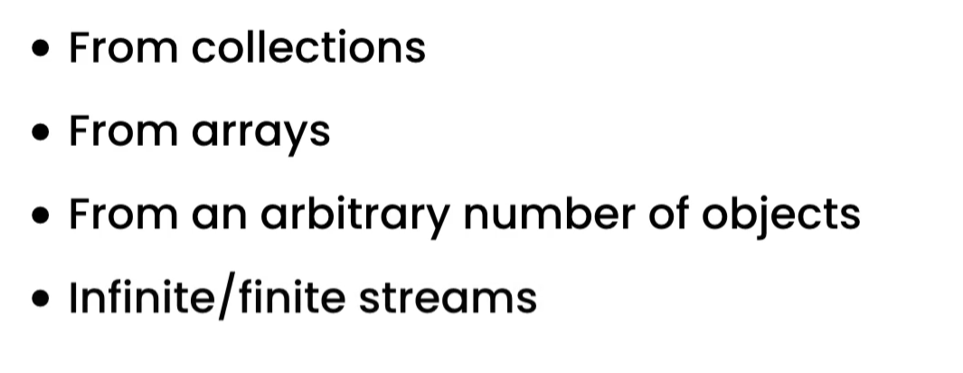 • From collections
• From arrays
• From an arbitrary number of objects
• Infinite/finite streams